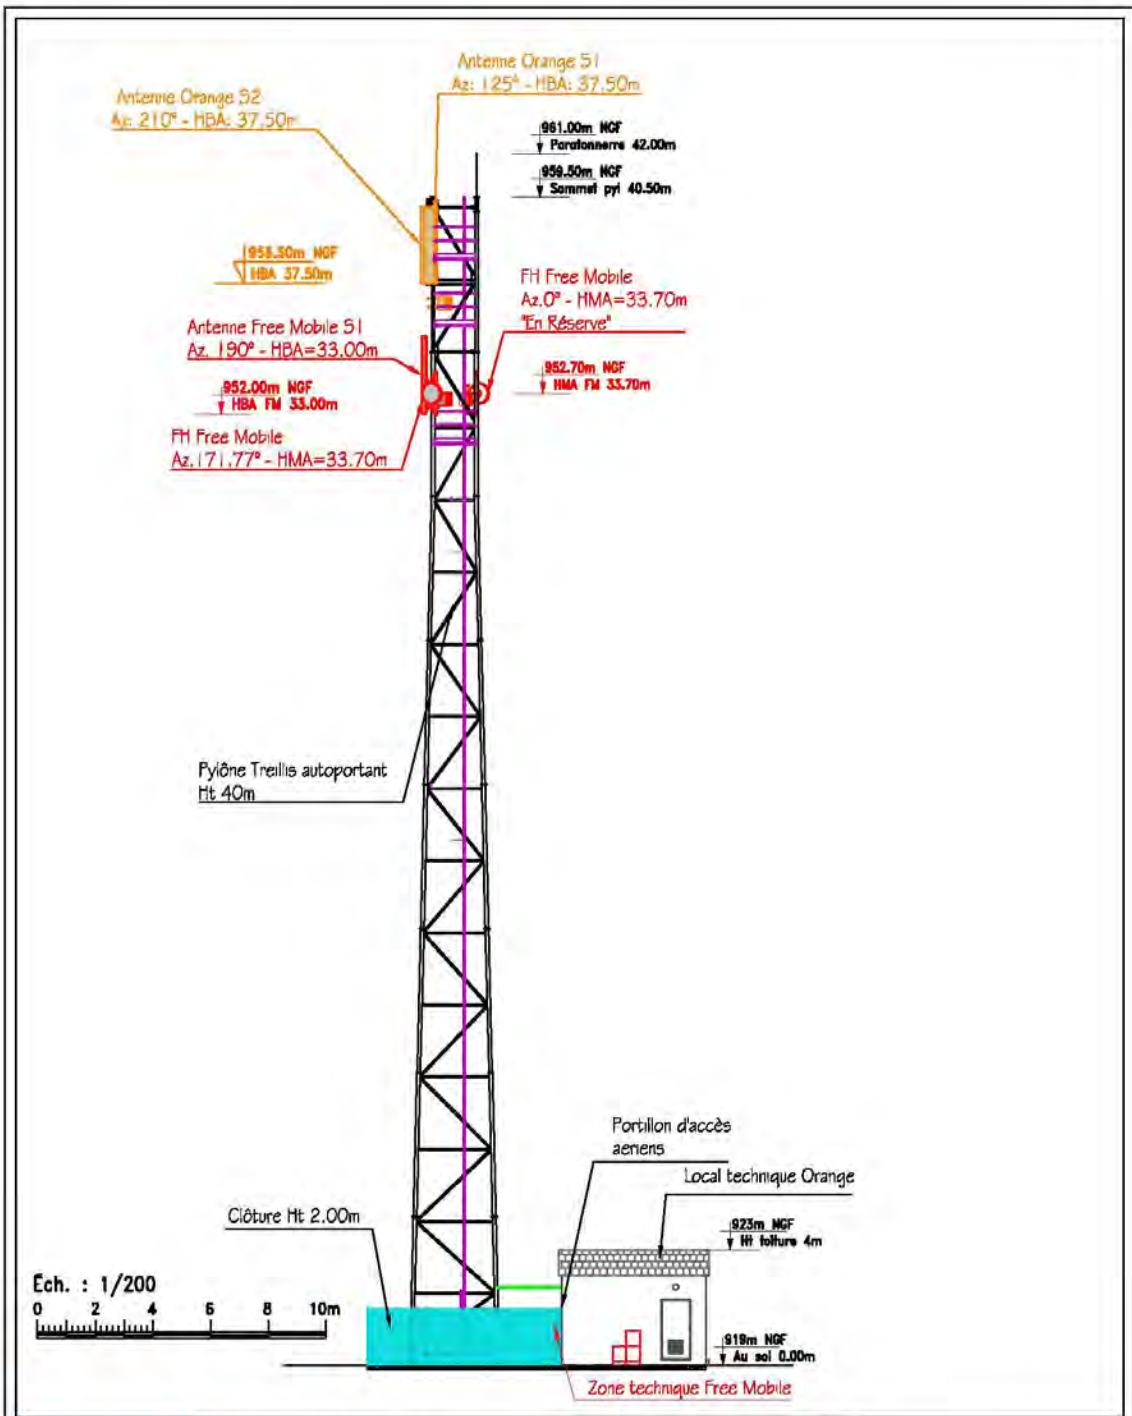 Antenne Orange S1
Az: 125° - HBA: 37.50m
Antenne Orange S2
Az: 210° - HBA: 37.50m
961.00m NGF
Paratonnerre 42.00m
959.50m NGF
Sommet pyl 40.50m
958.50m NGF
HBA 37.50m
FH Free Mobile
Az.0° - HMA=33.70m
"En Réserve"
Antenne Free Mobile S1
Az. 190° - HBA=33.00m
952.70m NGF
HMA FM 33.70m
952.00m NGF
HBA FM 33.00m
FH Free Mobile
Az.171.77° - HMA=33.70m
Pylône Treillis autoportant
Ht 40m
Portillon d'accès
aeriens
Local technique Orange
Clôture Ht 2.00m
923m NGF
Ht toiture 4m
Ech. : 1/200
0 2 4 6 8 10m
919m NGF
Au sol 0.00m
Zone technique Free Mobile